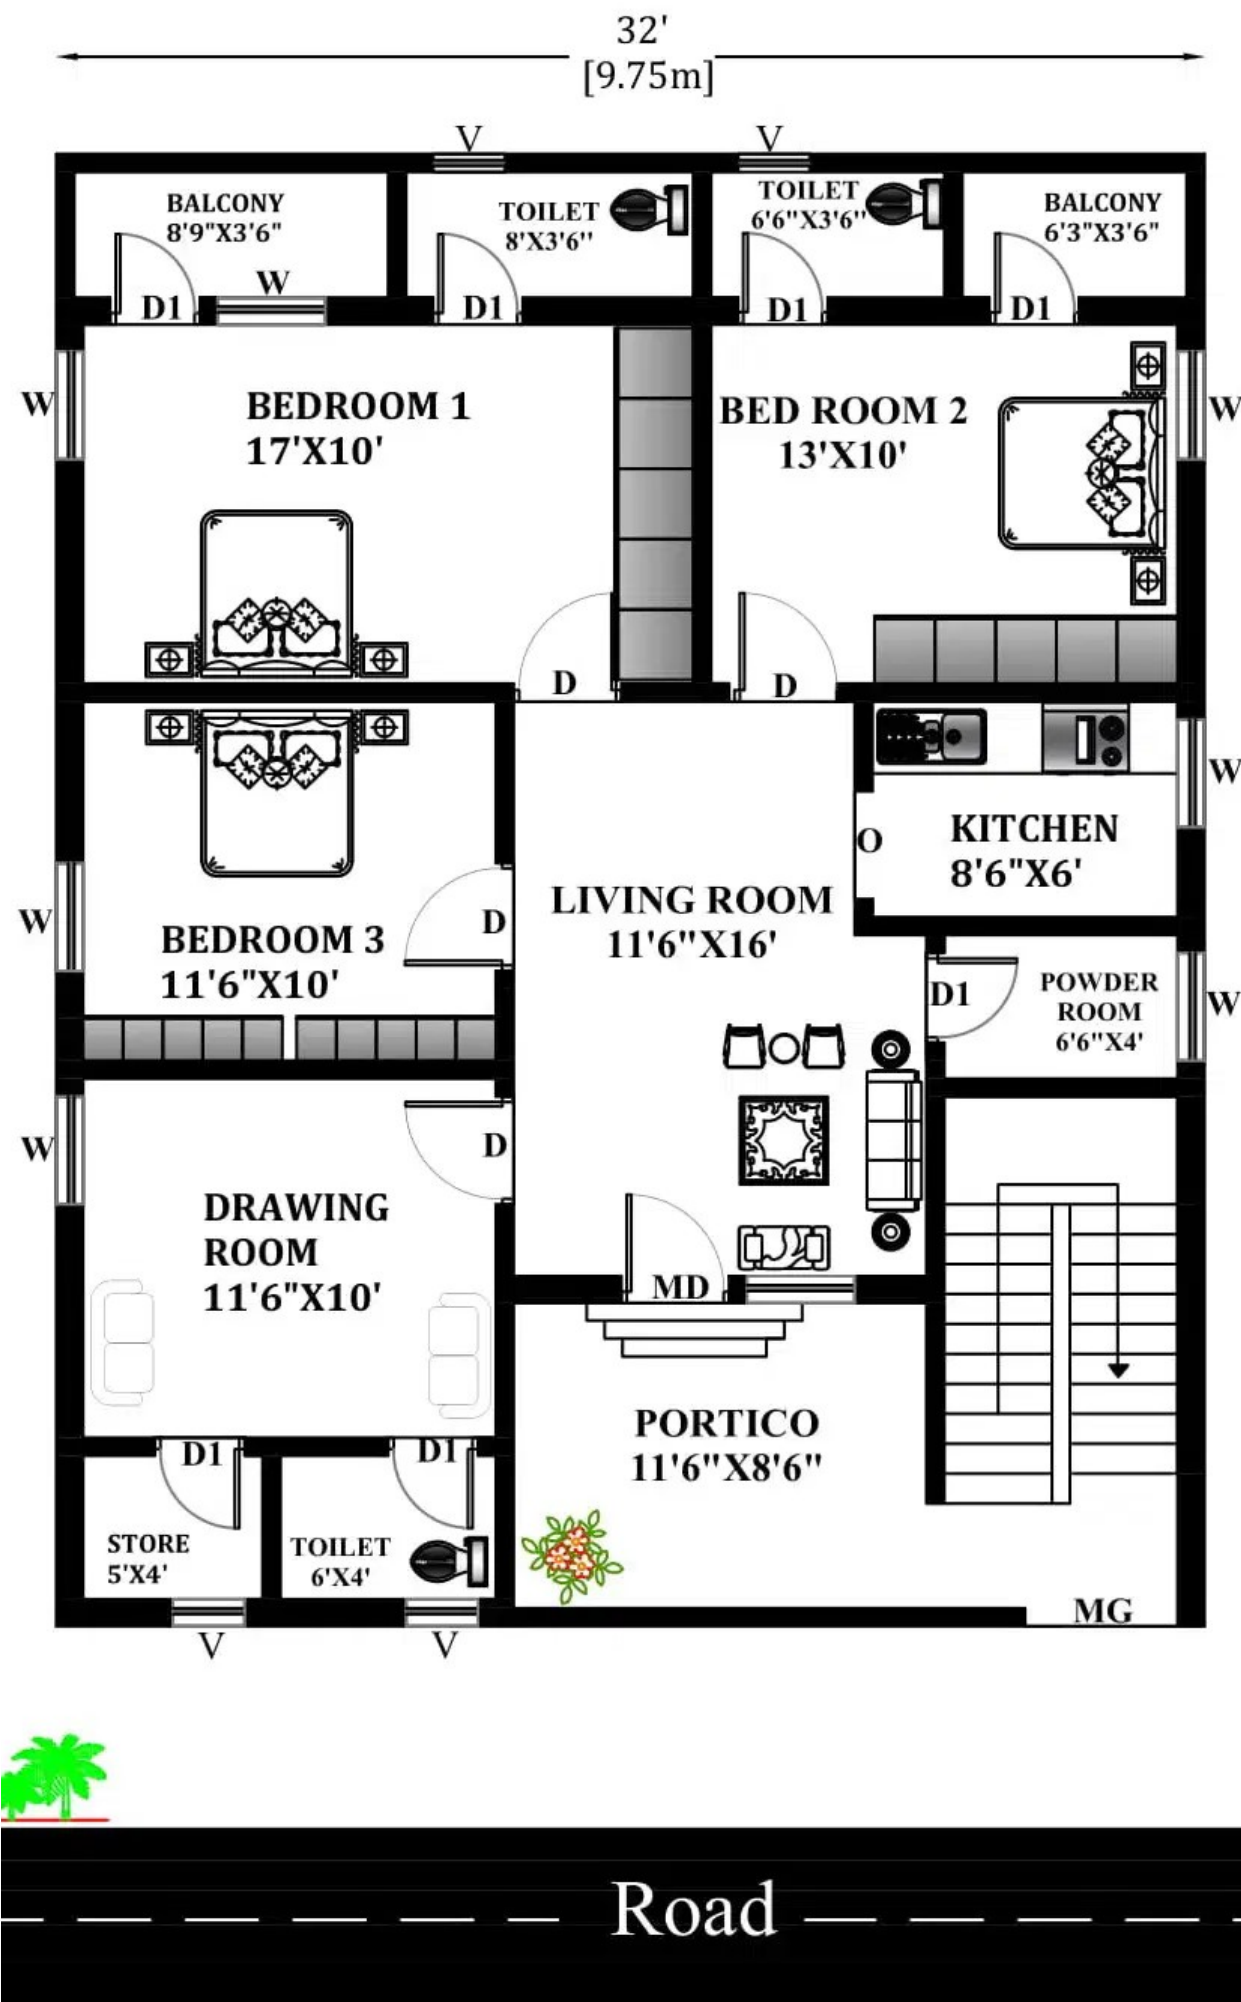 32'
[9.75m]
V
V
BALCONY
8'9"X3'6"
TOILET
8'X3'6''
TOILET
6'6"X3'6''
BALCONY
6'3"X3'6"
W
D1
D1
D1
D1
W
BEDROOM 1
17'X10'
BED ROOM 2
13'X10'
W
D
D
W
KITCHEN
8'6"X6'
O
LIVING ROOM
11'6"X16'
W
BEDROOM 3
11'6"X10'
D
D1
POWDER
ROOM
6'6"X4'
W
W
D
DRAWING
ROOM
11'6"X10'
MD
PORTICO
11'6"X8'6"
D1
D1
STORE
5'X4'
TOILET
6'X4'
MG
V
V
Road